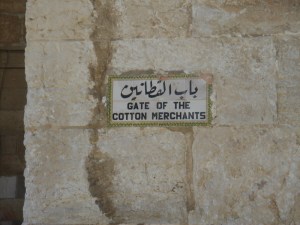 باب القطانين
GATE OF THE
COTTON MERCHANTS